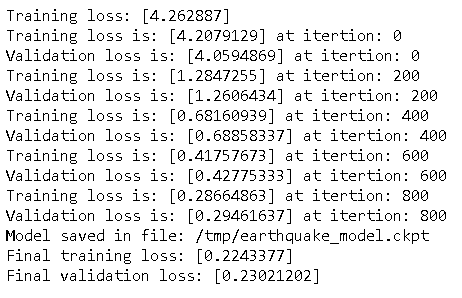 Training loss: [4.262887]
Training loss is: [4.2079129] at itertion: 0
Validation loss is: [4.0594869] at itertion: 0
Training loss is: [1.2847255] at itertion: 200
Validation loss is: [1.2606434] at itertion: 200
Training loss is: [0.68160939] at itertion: 400
Validation loss is: [0.68858337] at itertion: 400
Training loss is: [0.41757673] at itertion: 600
Validation loss is: [0.42775333] at itertion: 600
Training loss is: [0.28664863] at itertion: 800
Validation loss is: [0.29461637] at itertion: 800
Model saved in file: /tmp/earthquake_model.ckpt
Final training loss: [0.2243377]
Final validation loss: [0.23021202]